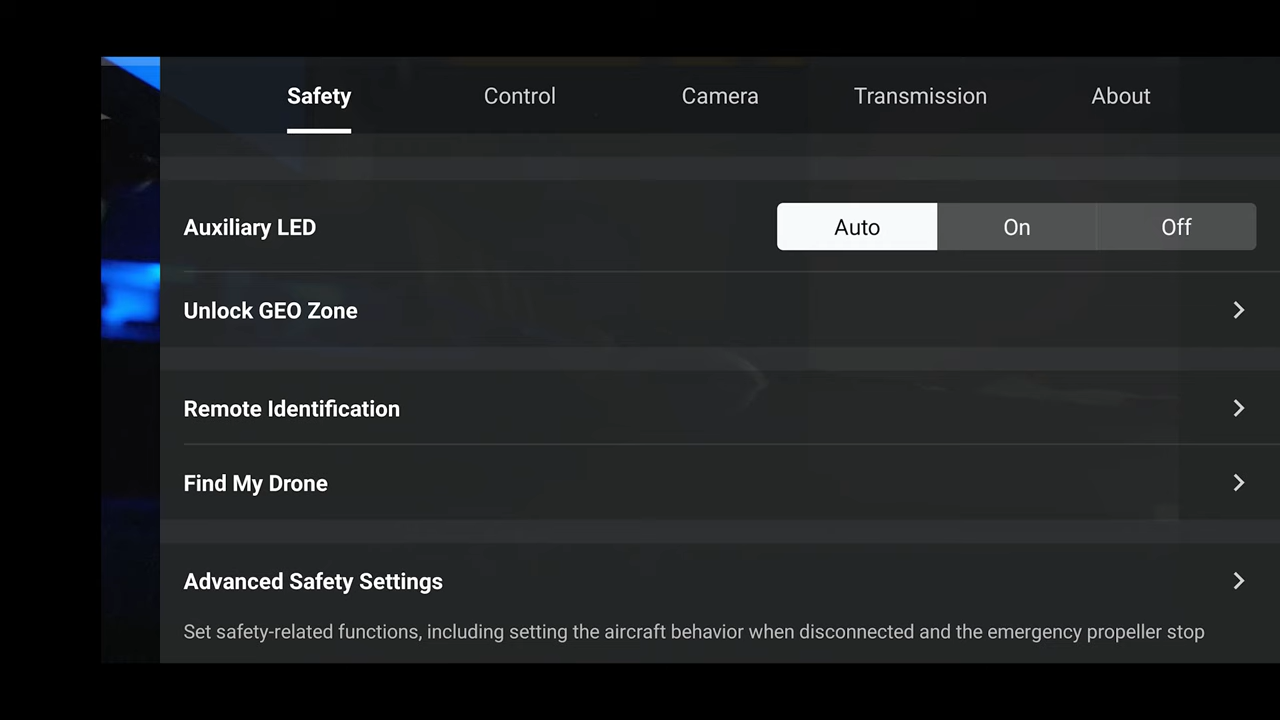 Safety Control Camera Transmission About
Auxiliary LED Auto On Off
Unlock GEO Zone
Remote Identification
Find My Drone
Advanced Safety Settings
Set safety-related functions, including setting the aircraft behavior when disconnected and the emergency propeller stop